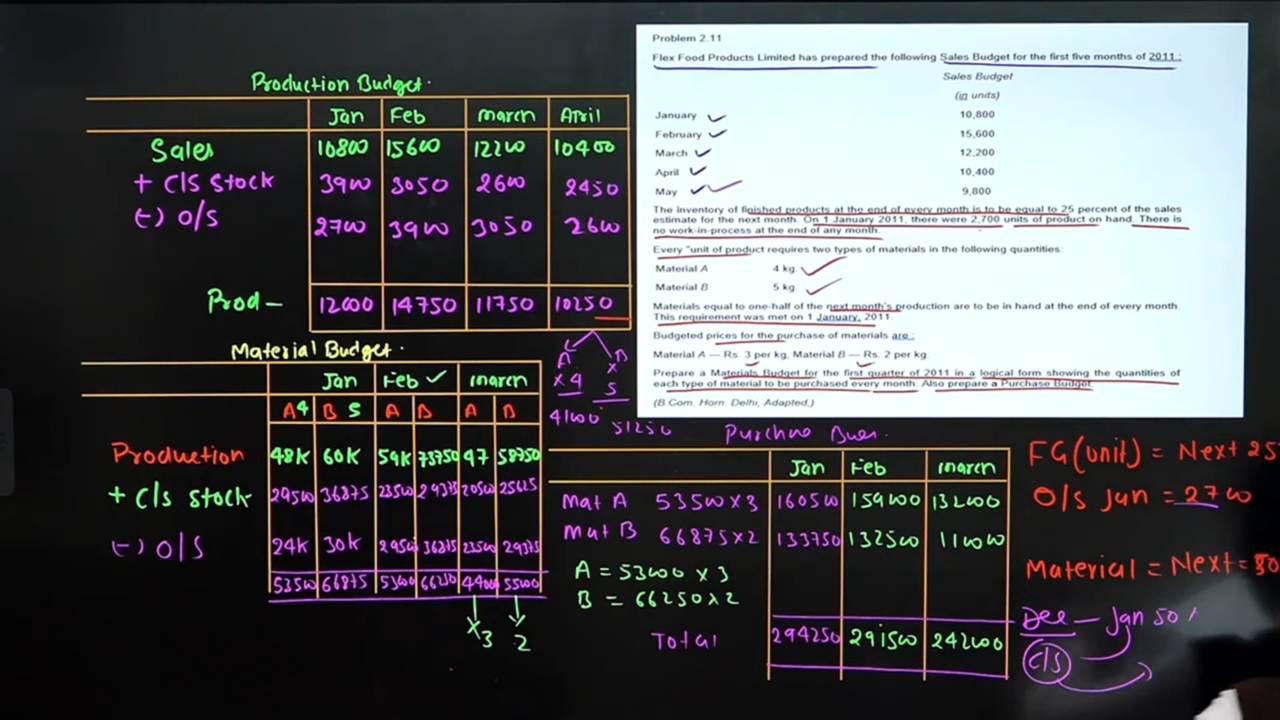 Production Budget.
Jan Feb march April
Sales 10800 15600 12200 10400
+ C/S stock 3900 3050 2600 2450
(-) O/S 2700 3900 3050 2600
Prod- 12000 14750 11750 10250
A B
x 4 x 5
41000 51250
Material Budget.
Jan Feb march
A4 B 5 A B A B
Production 48K 60K 59K 73750 47 58750
+ C/s stock 29500 36875 23500 29375 20500 25625
(-) O/S 24K 30K 29500 36875 23500 29375
53500 66875 53000 66250 44000 55000
x3 2
Problem 2.11
Flex Food Products Limited has prepared the following Sales Budget for the first five months of 2011.:
Sales Budget
(in units)
January 10,800
February 15,600
March 12,200
April 10,400
May 9,800
The inventory of finished products at the end of every month is to be equal to 25 percent of the sales
estimate for the next month. On 1 January 2011, there were 2,700 units of product on hand. There is
no work-in-process at the end of any month.
Every "unit of product requires two types of materials in the following quantities:
Material A 4 kg
Material B 5 kg.
Materials equal to one-half of the next month's production are to be in hand at the end of every month.
This requirement was met on 1 January, 2011.
Budgeted prices for the purchase of materials are.:
Material A — Rs. 3 per kg, Material B — Rs. 2 per kg.
Prepare a Materials Budget for the first quarter of 2011 in a logical form showing the quantities of
each type of material to be purchased every month. Also prepare a Purchase Budget.
(B.Com. Horn. Delhi, Adapted.)
Jan Feb march
Mat A 53500 x 3 160500 159000 132000
Mat B 66875 x 2 133750 132500 110000
A = 53000 x 3
B = 66250 x 2
Total 294250 291500 242000
FG (unit) = Next 25
O/s Jan = 2700
Material = Next = 50
Dec - Jan 50%
C/s